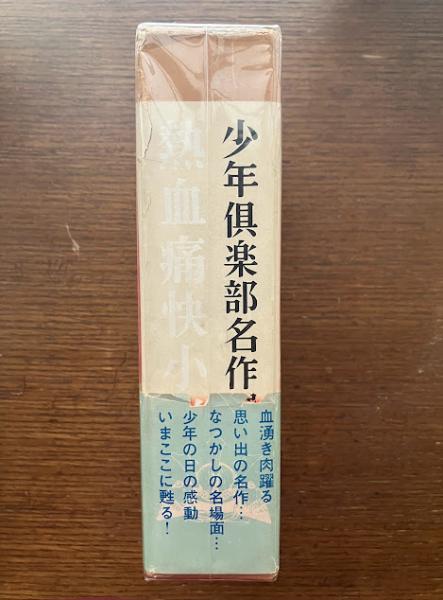 少年倶楽部名作
熱血痛快小
血湧き肉躍る
思い出の名作…
なつかしの名場面…
少年の日の感動
いまここに甦る!